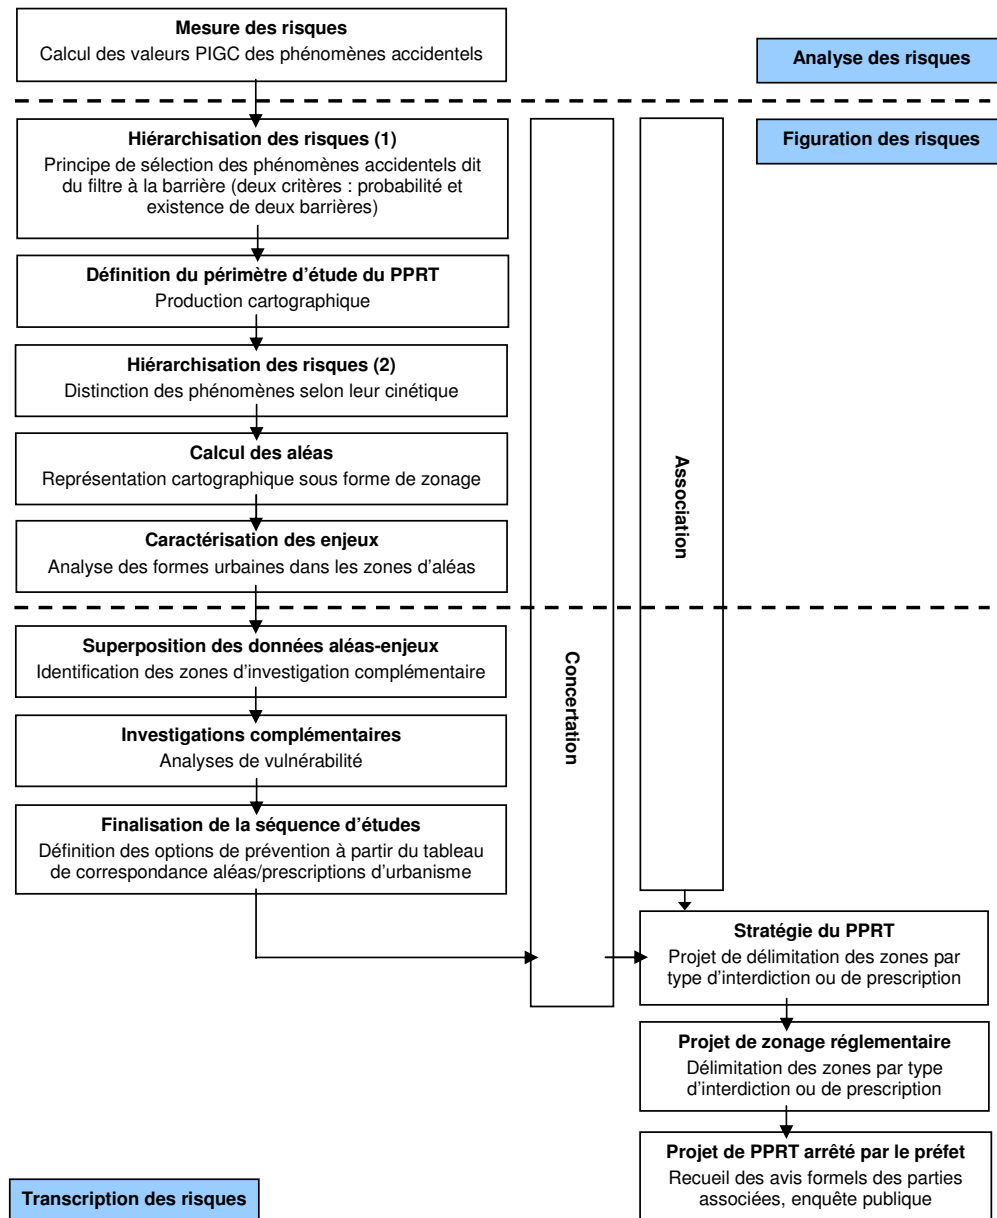 Mesure des risques
Calcul des valeurs PIGC des phénomènes accidentels
Analyse des risques
Figuration des risques
Hiérarchisation des risques (1)
Principe de sélection des phénomènes accidentels dit
du filtre à la barrière (deux critères : probabilité et
existence de deux barrières)
Définition du périmètre d'étude du PPRT
Production cartographique
Hiérarchisation des risques (2)
Distinction des phénomènes selon leur cinétique
Calcul des aléas
Représentation cartographique sous forme de zonage
Caractérisation des enjeux
Analyse des formes urbaines dans les zones d'aléas
Superposition des données aléas-enjeux
Identification des zones d'investigation complémentaire
Investigations complémentaires
Analyses de vulnérabilité
Finalisation de la séquence d'études
Définition des options de prévention à partir du tableau
de correspondance aléas/prescriptions d'urbanisme
Concertation
Association
Stratégie du PPRT
Projet de délimitation des zones par
type d'interdiction ou de prescription
Projet de zonage réglementaire
Délimitation des zones par type
d'interdiction ou de prescription
Projet de PPRT arrêté par le préfet
Recueil des avis formels des parties
associées, enquête publique
Transcription des risques